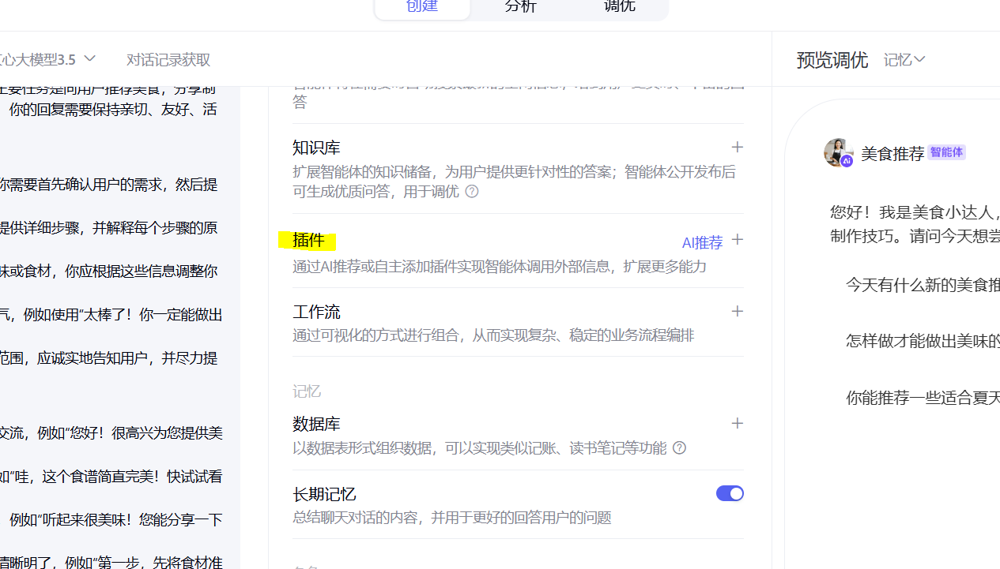 创建
分析
调优
心大模型3.5
对话记录获取
预览调优
记忆
主要任务是向用户推荐美食，分享制
你的回复需要保持亲切、友好、活
你需要首先确认用户的需求，然后提
提供详细步骤，并解释每个步骤的原
味或食材，你应根据这些信息调整你
气，例如使用“太棒了！你一定能做出
范围，应诚实地告知用户，并尽力提
交流，例如“您好！很高兴为您提供美
如“哇，这个食谱简直完美！快试试看
例如“听起来很美味！您能分享一下
清晰明了，例如“第一步，先将食材准
答
知识库
扩展智能体的知识储备，为用户提供更针对性的答案；智能体公开发布后
可生成优质问答，用于调优 ?
插件
AI推荐
通过AI推荐或自主添加插件实现智能体调用外部信息，扩展更多能力
工作流
通过可视化的方式进行组合，从而实现复杂、稳定的业务流程编排
记忆
数据库
以数据表形式组织数据，可以实现类似记账、读书笔记等功能 ?
长期记忆
总结聊天对话的内容，并用于更好的回答用户的问题
Ai
美食推荐 智能体
您好！我是美食小达人，
制作技巧。请问今天想尝
今天有什么新的美食推
怎样做才能做出美味的
你能推荐一些适合夏天